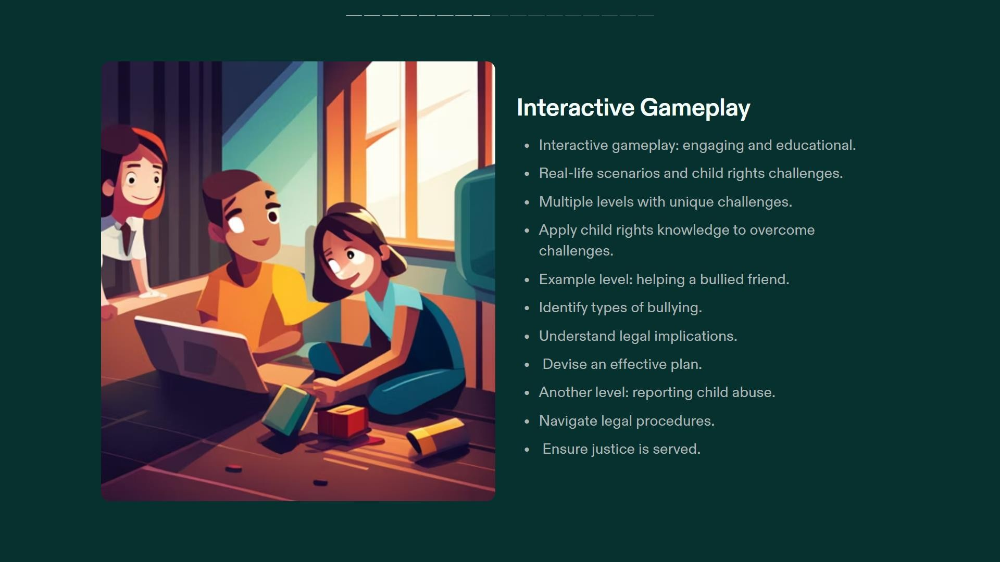 Interactive Gameplay
• Interactive gameplay: engaging and educational.
• Real-life scenarios and child rights challenges.
• Multiple levels with unique challenges.
• Apply child rights knowledge to overcome
challenges.
• Example level: helping a bullied friend.
• Identify types of bullying.
• Understand legal implications.
• Devise an effective plan.
• Another level: reporting child abuse.
• Navigate legal procedures.
• Ensure justice is served.